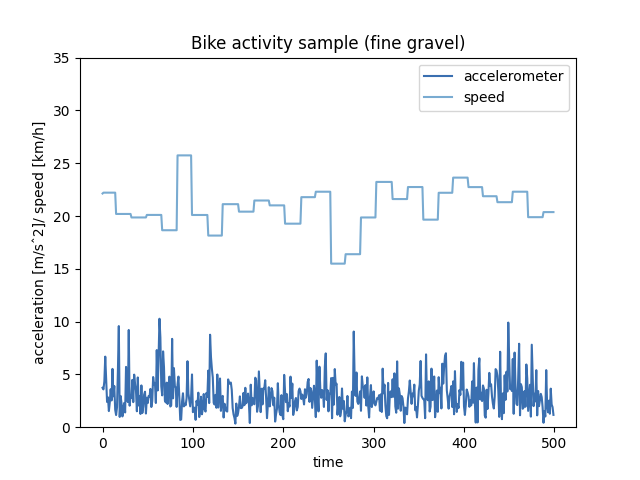 Bike activity sample (fine gravel)
accelerometer
speed
35
30
25
20
15
10
5
0
acceleration [m/s^2]/ speed [km/h]
0 100 200 300 400 500
time